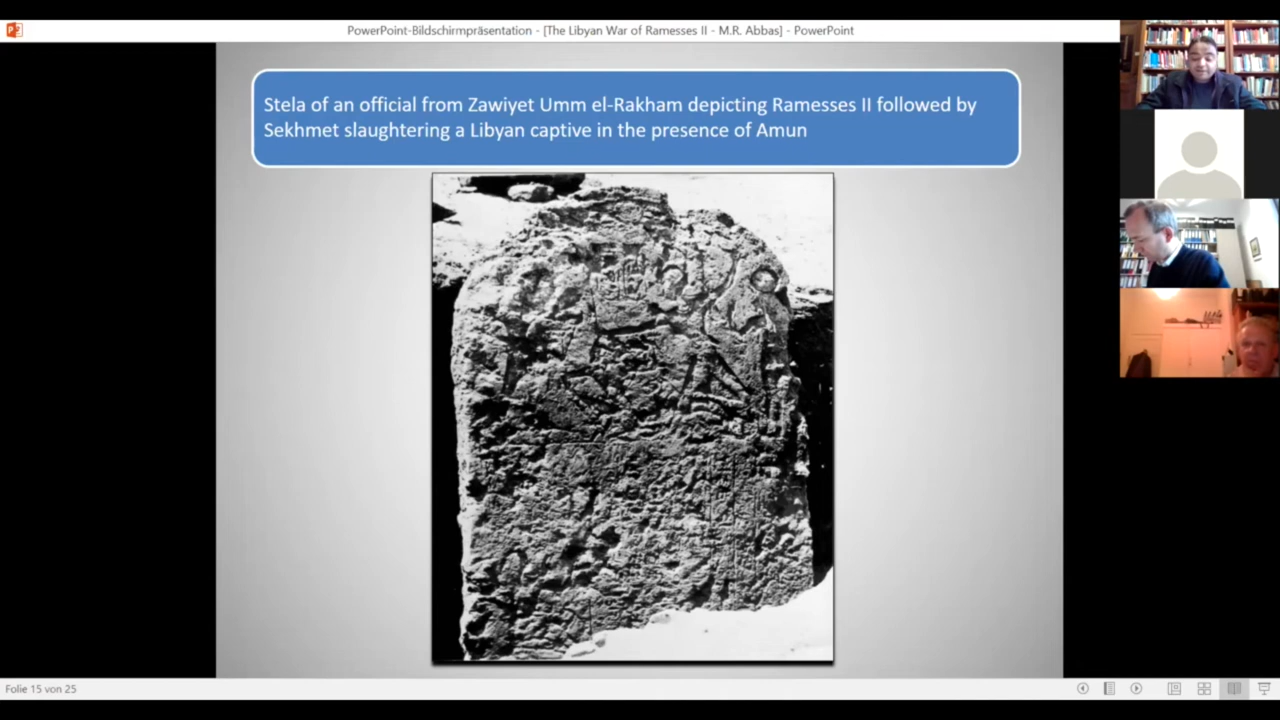 PowerPoint-Bildschirmpräsentation - [The Libyan War of Ramesses II - M.R. Abbas] - PowerPoint
Stela of an official from Zawiyet Umm el-Rakham depicting Ramesses II followed by
Sekhmet slaughtering a Libyan captive in the presence of Amun
Folie 15 von 25